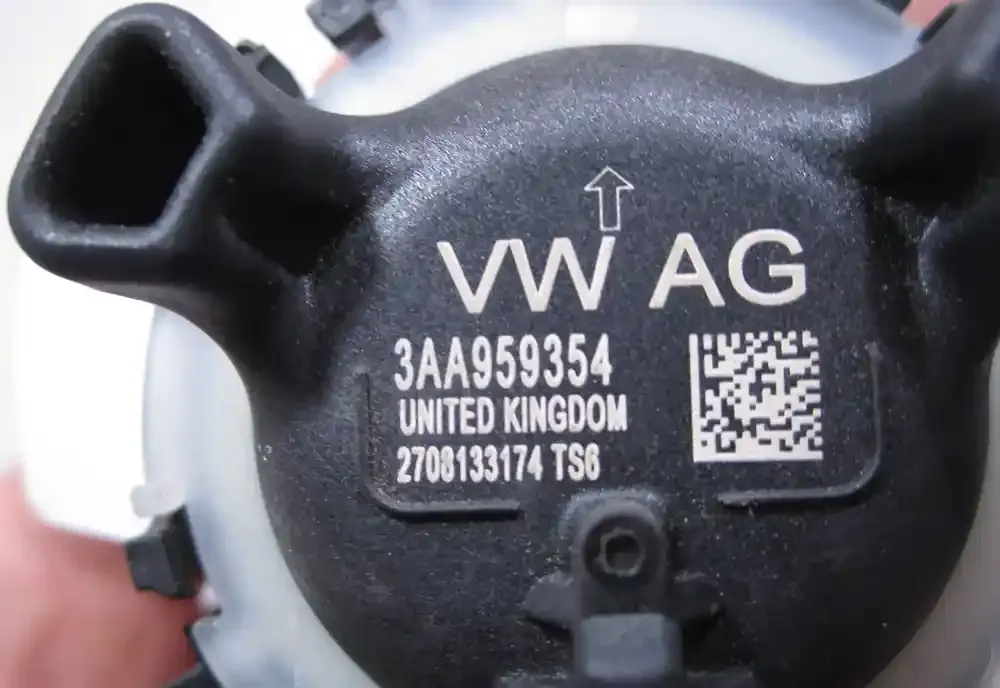 VW AG
3AA959354
UNITED KINGDOM
2708133174 TS6